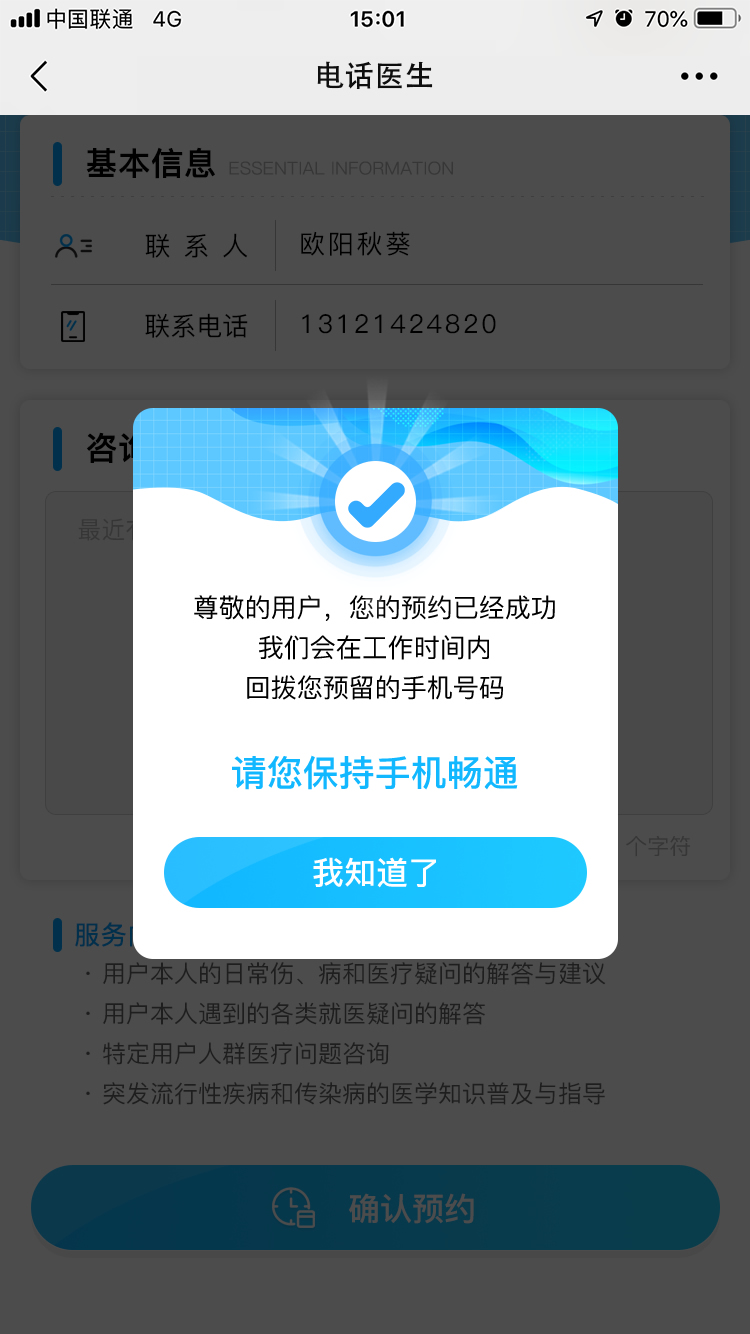 中国联通 4G 15:01 70%
电话医生
基本信息 ESSENTIAL INFORMATION
联系人 欧阳秋葵
联系电话 13121424820
咨询
最近
尊敬的用户，您的预约已经成功
我们会在工作时间内
回拨您预留的手机号码
请您保持手机畅通
我知道了
个字符
服务
· 用户本人的日常伤、病和医疗疑问的解答与建议
· 用户本人遇到的各类就医疑问的解答
· 特定用户人群医疗问题咨询
· 突发流行性疾病和传染病的医学知识普及与指导
确认预约